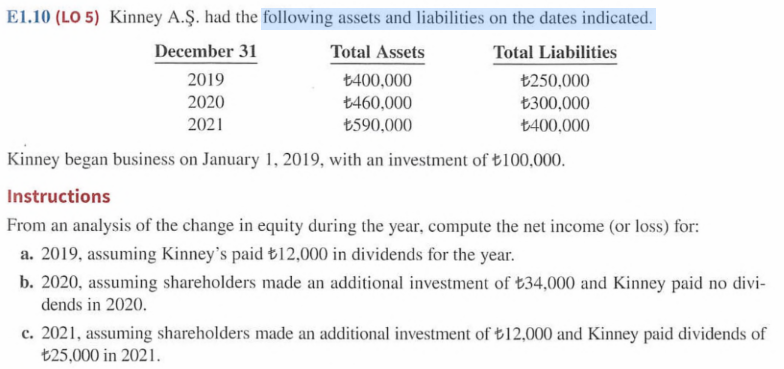 E1.10 (LO 5) Kinney A.Ş. had the following assets and liabilities on the dates indicated.
December 31 Total Assets Total Liabilities
2019 ₺400,000 ₺250,000
2020 ₺460,000 ₺300,000
2021 ₺590,000 ₺400,000
Kinney began business on January 1, 2019, with an investment of ₺100,000.
Instructions
From an analysis of the change in equity during the year, compute the net income (or loss) for:
a. 2019, assuming Kinney's paid ₺12,000 in dividends for the year.
b. 2020, assuming shareholders made an additional investment of ₺34,000 and Kinney paid no divi-
dends in 2020.
c. 2021, assuming shareholders made an additional investment of ₺12,000 and Kinney paid dividends of
₺25,000 in 2021.